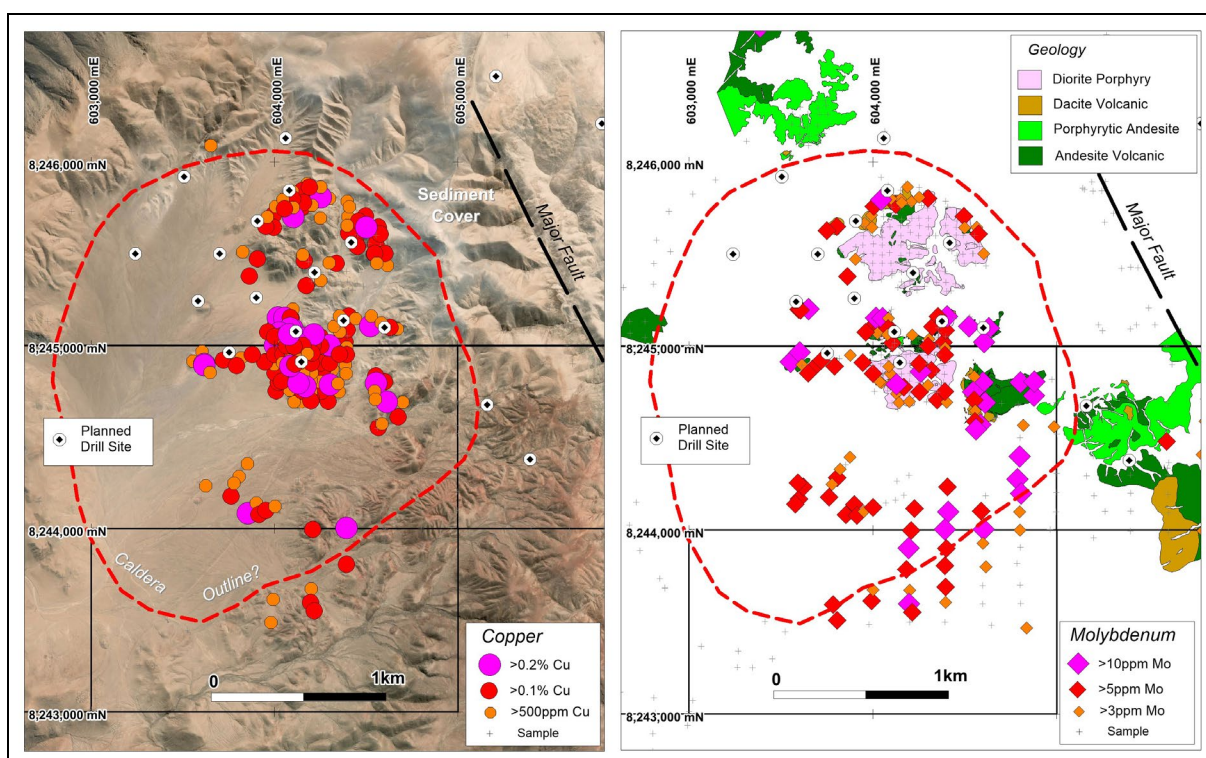 603,000 mE
604,000 mE
605,000 mE
8,246,000 mN
Sediment
Cover
Major Fault
8,245,000 mN
Planned
Drill Site
8,244,000 mN
Caldera
Outline?
Copper
>0.2% Cu
>0.1% Cu
>500ppm Cu
Sample
0
1km
8,243,000 mN
603,000 mE
604,000 mE
Geology
Diorite Porphyry
Dacite Volcanic
Porphyrytic Andesite
Andesite Volcanic
8,246,000 mN
Major Fault
8,245,000 mN
Planned
Drill Site
8,244,000 mN
Molybdenum
>10ppm Mo
>5ppm Mo
>3ppm Mo
Sample
0
1km
8,243,000 mN